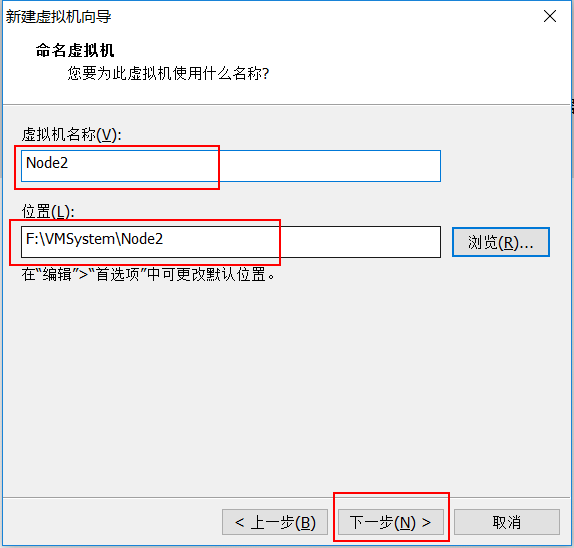 新建虚拟机向导
命名虚拟机
您要为此虚拟机使用什么名称?
虚拟机名称(V):
Node2
位置(L):
F:\VMSystem\Node2
浏览(R)...
在“编辑”>“首选项”中可更改默认位置。
< 上一步(B)
下一步(N) >
取消